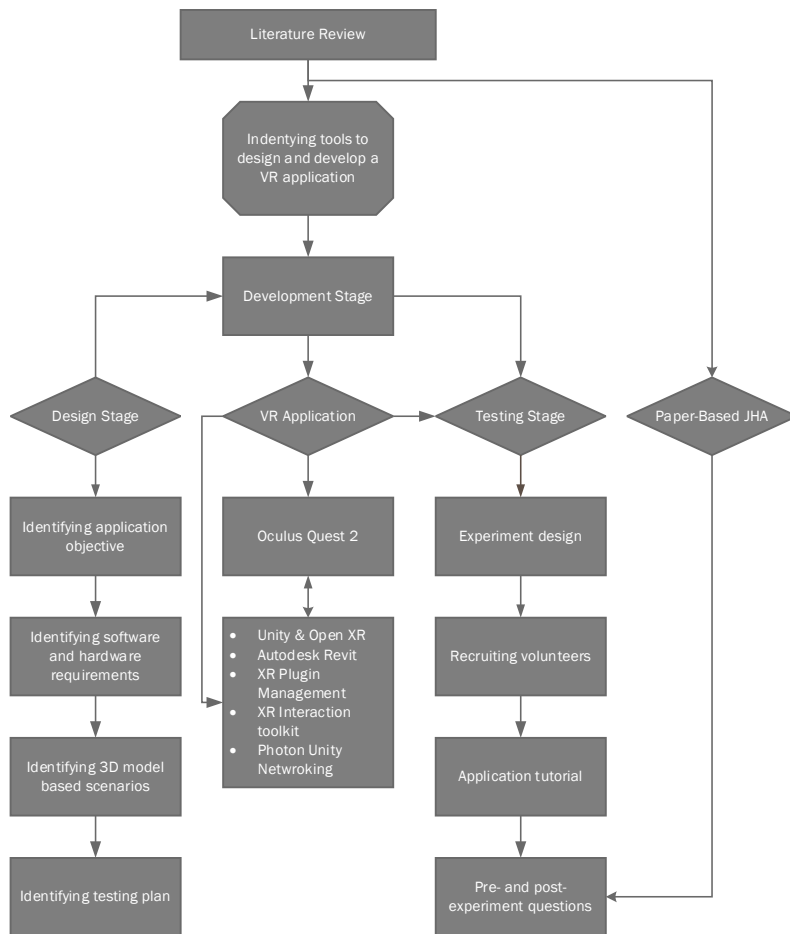 Literature Review
Indentying tools to
design and develop a
VR application
Development Stage
Design Stage
VR Application
Testing Stage
Paper-Based JHA
Identifying application
objective
Oculus Quest 2
Experiment design
Identifying software
and hardware
requirements
• Unity & Open XR
• Autodesk Revit
• XR Plugin
Management
• XR Interaction
toolkit
• Photon Unity
Netwroking
Recruiting volunteers
Identifying 3D model
based scenarios
Application tutorial
Identifying testing plan
Pre- and post-
experiment questions